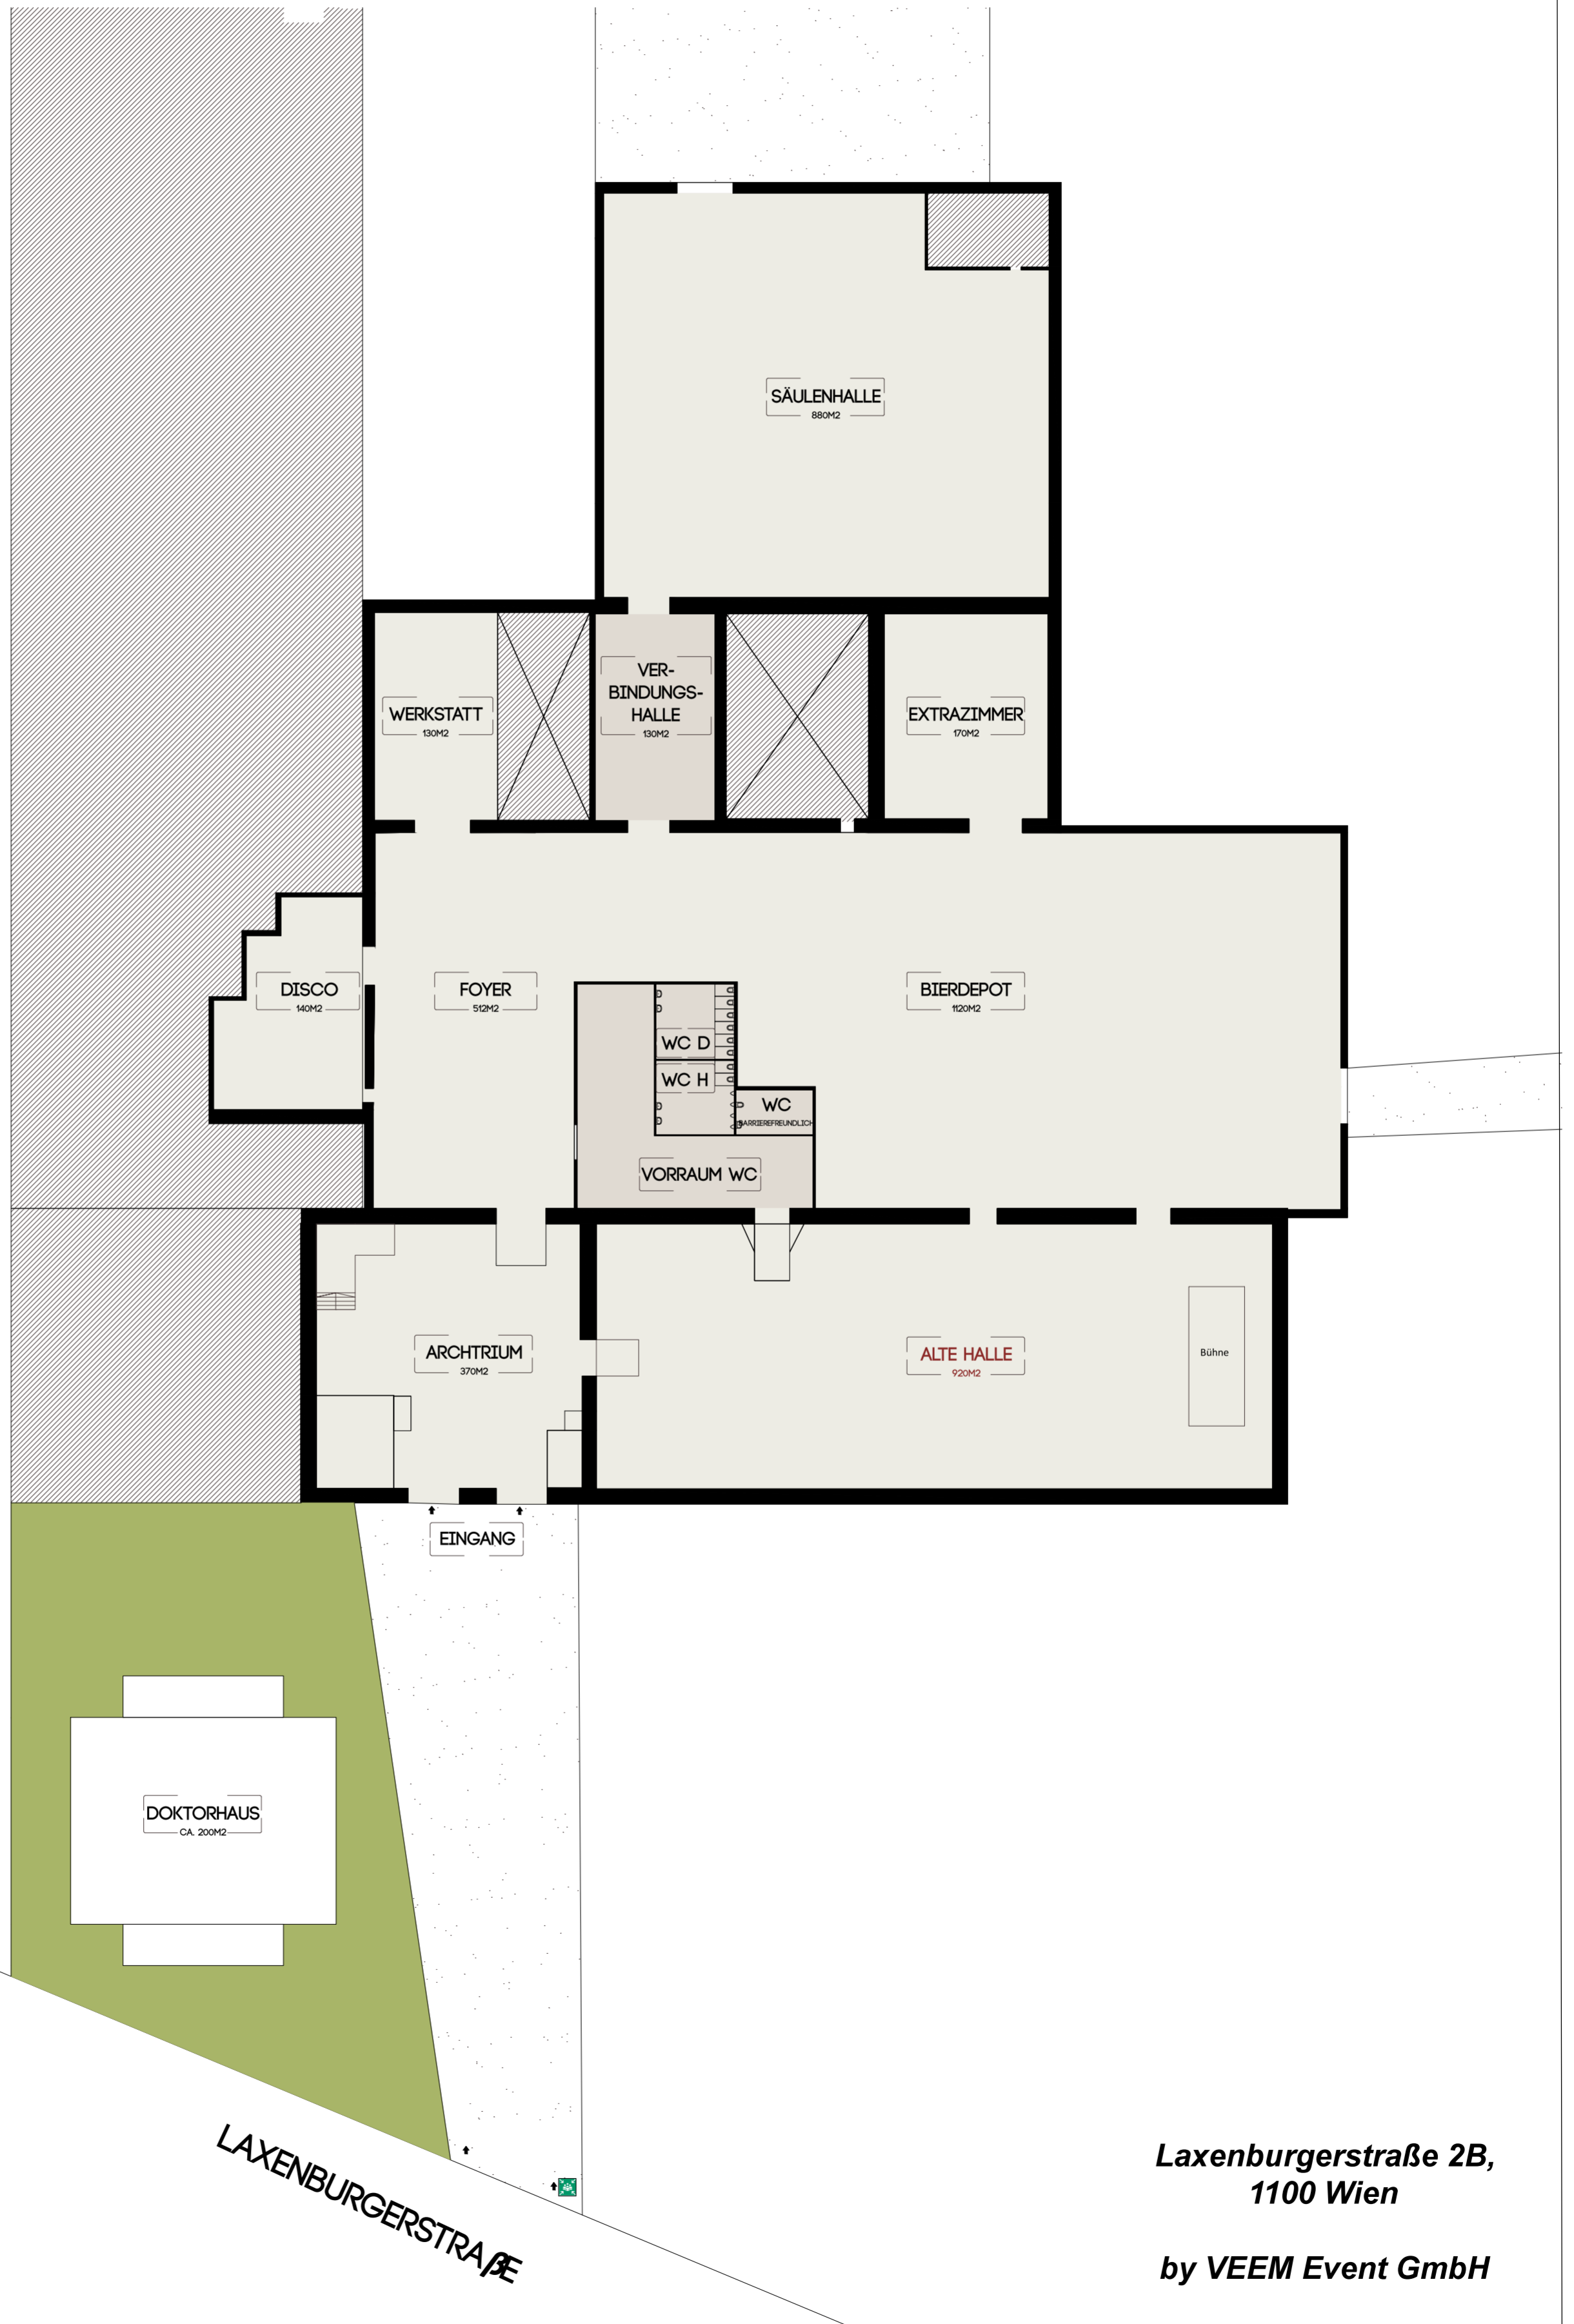 SÄULENHALLE
880M2
WERKSTATT
130M2
VER-
BINDUNGS-
HALLE
130M2
EXTRAZIMMER
170M2
DISCO
140M2
FOYER
512M2
BIERDEPOT
1120M2
WC D
WC H
WC
BARRIEREFREUNDLICH
VORRAUM WC
ARCHTRIUM
370M2
ALTE HALLE
920M2
Bühne
EINGANG
DOKTORHAUS
CA. 200M2
LAXENBURGERSTRAßE
Laxenburgerstraße 2B,
1100 Wien
by VEEM Event GmbH